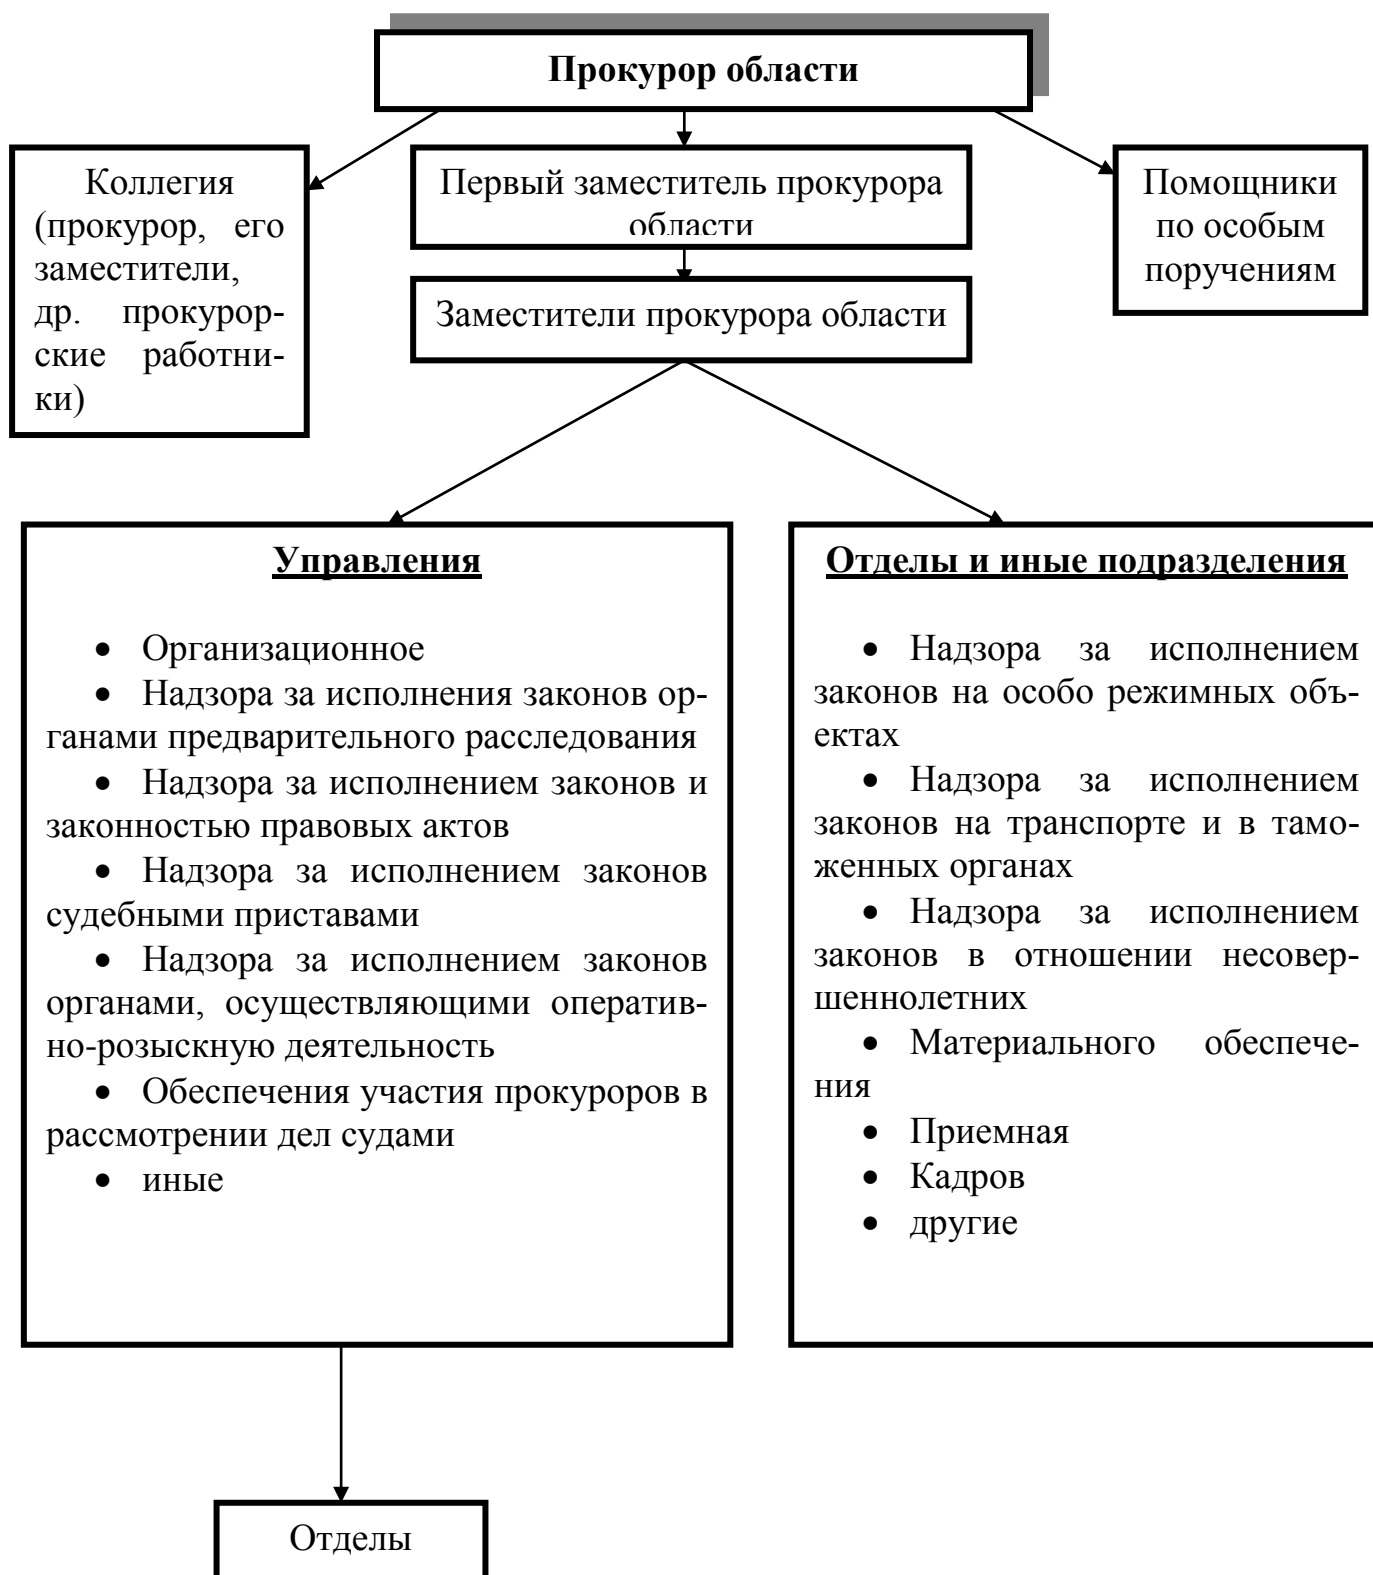 Прокурор области
Коллегия
(прокурор, его
заместители,
др. прокурор-
ские работни-
ки)
Первый заместитель прокурора
области
Помощники
по особым
поручениям
Заместители прокурора области
Управления
• Организационное
• Надзора за исполнения законов ор-
ганами предварительного расследования
• Надзора за исполнением законов и
законностью правовых актов
• Надзора за исполнением законов
судебными приставами
• Надзора за исполнением законов
органами, осуществляющими оператив-
но-розыскную деятельность
• Обеспечения участия прокуроров в
рассмотрении дел судами
• иные
Отделы и иные подразделения
• Надзора за исполнением
законов на особо режимных объ-
ектах
• Надзора за исполнением
законов на транспорте и в тамо-
женных органах
• Надзора за исполнением
законов в отношении несовер-
шеннолетних
• Материального обеспече-
ния
• Приемная
• Кадров
• другие
Отделы